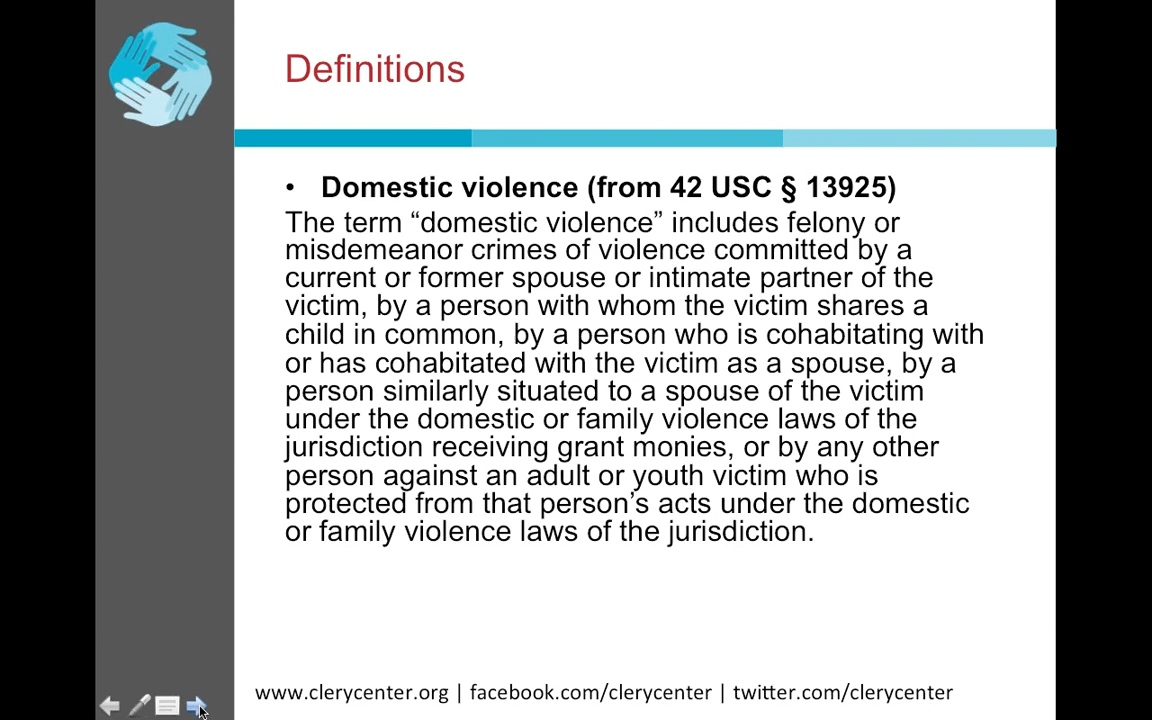 Definitions
• Domestic violence (from 42 USC § 13925)
The term “domestic violence” includes felony or
misdemeanor crimes of violence committed by a
current or former spouse or intimate partner of the
victim, by a person with whom the victim shares a
child in common, by a person who is cohabitating with
or has cohabitated with the victim as a spouse, by a
person similarly situated to a spouse of the victim
under the domestic or family violence laws of the
jurisdiction receiving grant monies, or by any other
person against an adult or youth victim who is
protected from that person’s acts under the domestic
or family violence laws of the jurisdiction.
www.clerycenter.org | facebook.com/clerycenter | twitter.com/clerycenter